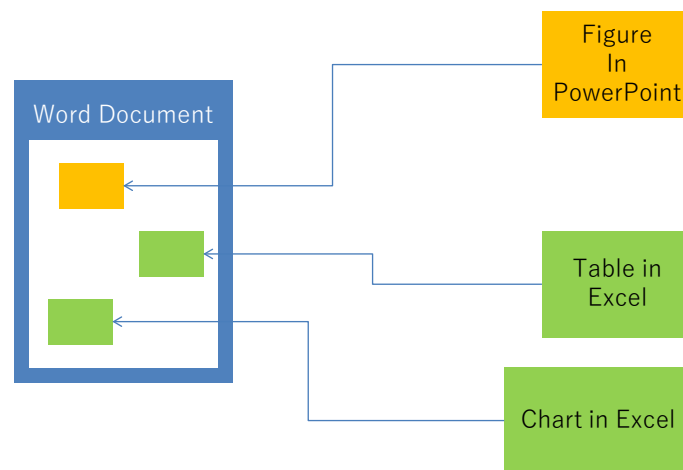 Figure
In
PowerPoint
Word Document
Table in
Excel
Chart in Excel